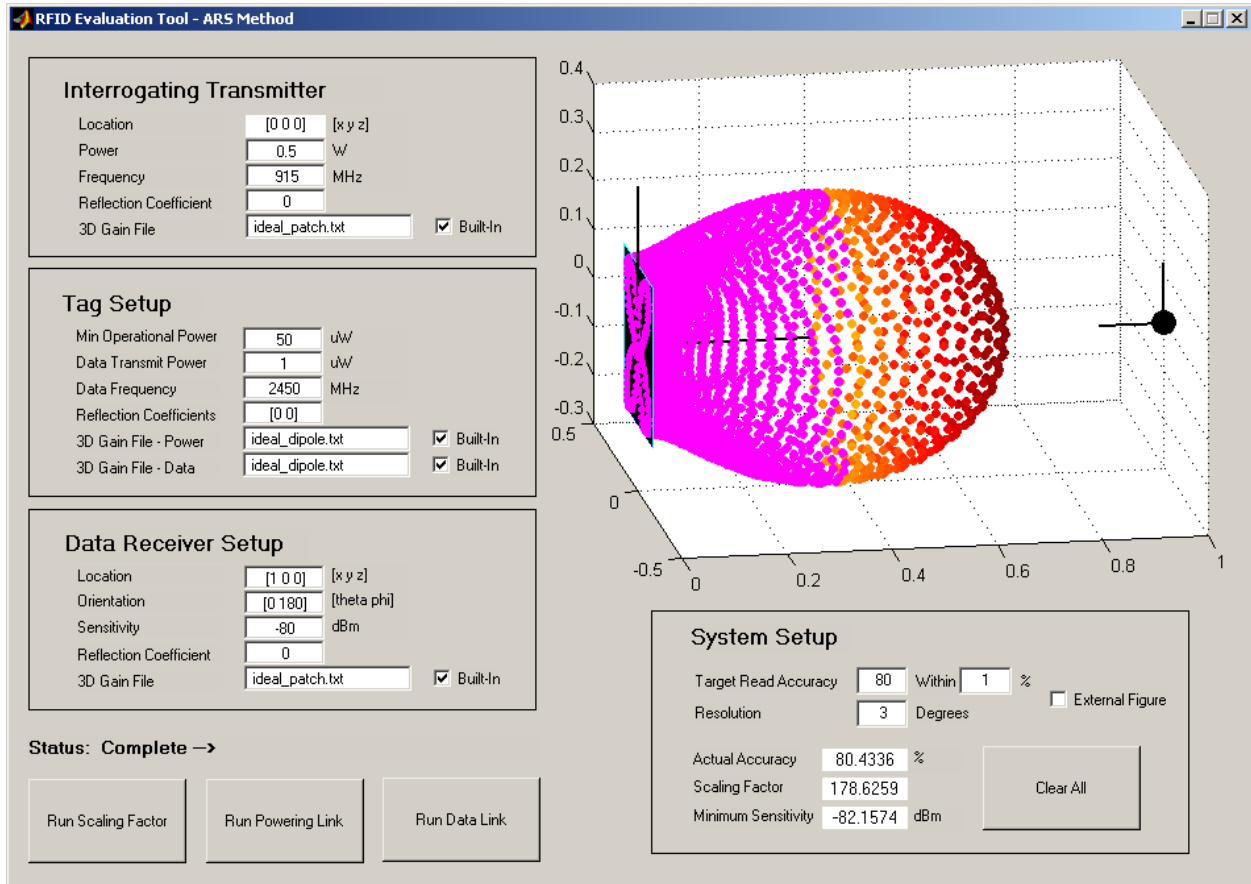 RFID Evaluation Tool - ARS Method
Interrogating Transmitter
Location [0 0 0] [x y z]
Power 0.5 W
Frequency 915 MHz
Reflection Coefficient 0
3D Gain File ideal_patch.txt Built-In
Tag Setup
Min Operational Power 50 uW
Data Transmit Power 1 uW
Data Frequency 2450 MHz
Reflection Coefficients [0 0]
3D Gain File - Power ideal_dipole.txt Built-In
3D Gain File - Data ideal_dipole.txt Built-In
Data Receiver Setup
Location [1 0 0] [x y z]
Orientation [0 180] [theta phi]
Sensitivity -80 dBm
Reflection Coefficient 0
3D Gain File ideal_patch.txt Built-In
Status: Complete -->
Run Scaling Factor Run Powering Link Run Data Link
0.4
0.3
0.2
0.1
0
-0.1
-0.2
-0.3
0.5
0
-0.5
0 0.2 0.4 0.6 0.8 1
System Setup
Target Read Accuracy 80 Within 1 %
Resolution 3 Degrees
External Figure
Actual Accuracy 80.4336 %
Scaling Factor 178.6259
Minimum Sensitivity -82.1574 dBm
Clear All